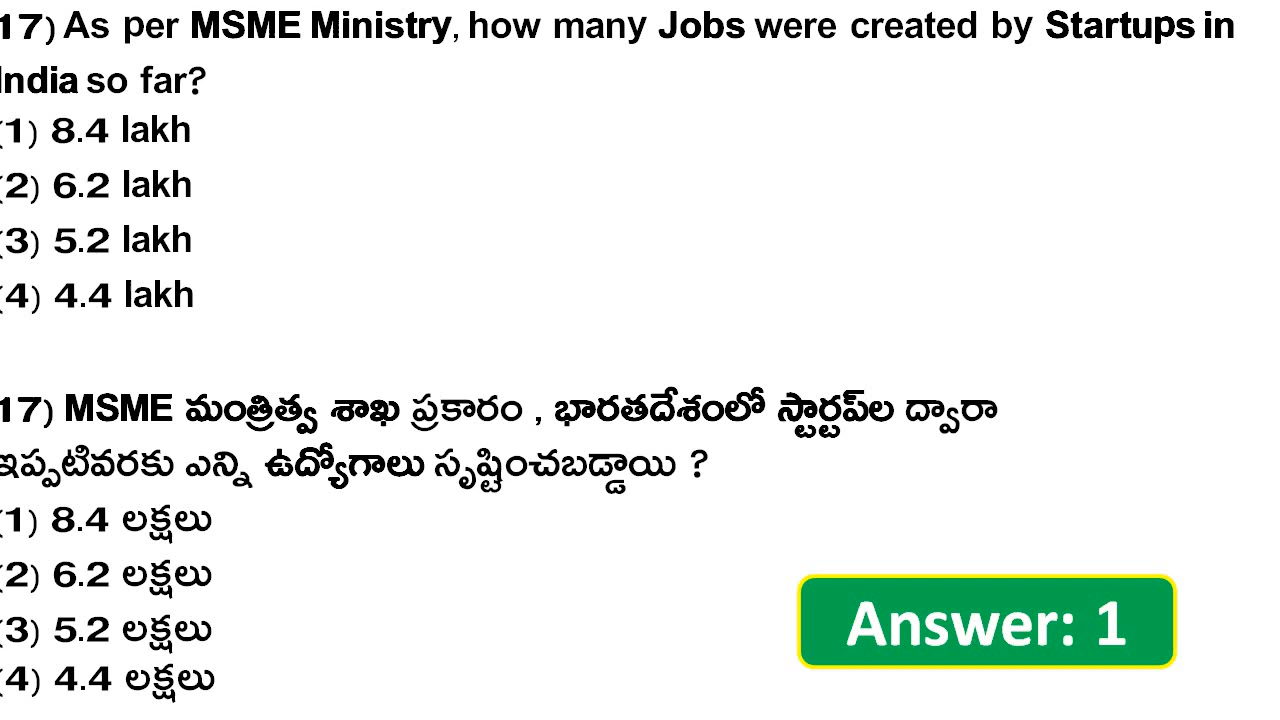 17) As per MSME Ministry, how many Jobs were created by Startups in
India so far?
(1) 8.4 lakh
(2) 6.2 lakh
(3) 5.2 lakh
(4) 4.4 lakh
17) MSME మంత్రిత్వ శాఖ ప్రకారం , భారతదేశంలో స్టార్టప్‌ల ద్వారా
ఇప్పటివరకు ఎన్ని ఉద్యోగాలు సృష్టించబడ్డాయి ?
(1) 8.4 లక్షలు
(2) 6.2 లక్షలు
(3) 5.2 లక్షలు
(4) 4.4 లక్షలు
Answer: 1